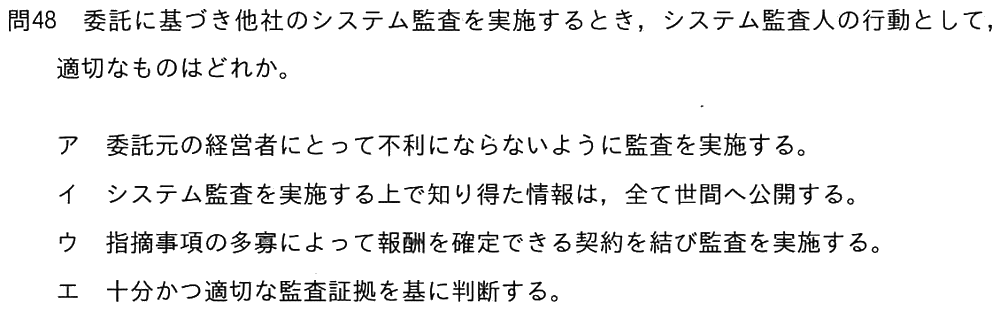 問48　委託に基づき他社のシステム監査を実施するとき，システム監査人の行動として，
適切なものはどれか。
ア　委託元の経営者にとって不利にならないように監査を実施する。
イ　システム監査を実施する上で知り得た情報は，全て世間へ公開する。
ウ　指摘事項の多寡によって報酬を確定できる契約を結び監査を実施する。
エ　十分かつ適切な監査証拠を基に判断する。